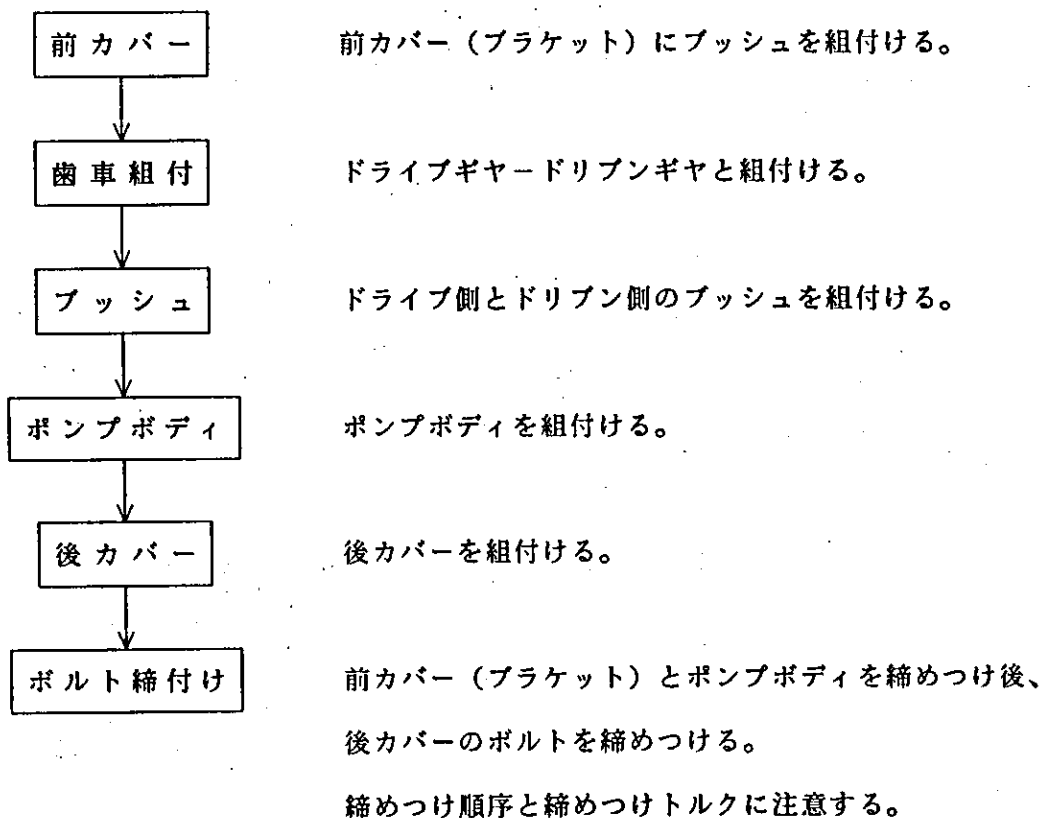 前カバー
前カバー(ブラケット)にブッシュを組付ける。
歯車組付
ドライブギヤードリブンギヤと組付ける。
ブッシュ
ドライブ側とドリブン側のブッシュを組付ける。
ポンプボディ
ポンプボディを組付ける。
後カバー
後カバーを組付ける。
ボルト締付け
前カバー(ブラケット)とポンプボディを締めつけ後、
後カバーのボルトを締めつける。
締めつけ順序と締めつけトルクに注意する。